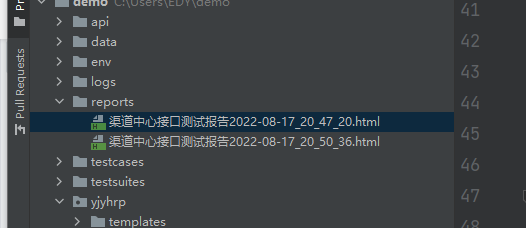 demo C:\Users\EDY\demo
api
data
env
logs
reports
渠道中心接口测试报告2022-08-17_20_47_20.html
渠道中心接口测试报告2022-08-17_20_50_36.html
testcases
testsuites
yjyhrp
templates
Pull Requests
41
42
43
44
45
46
47
48